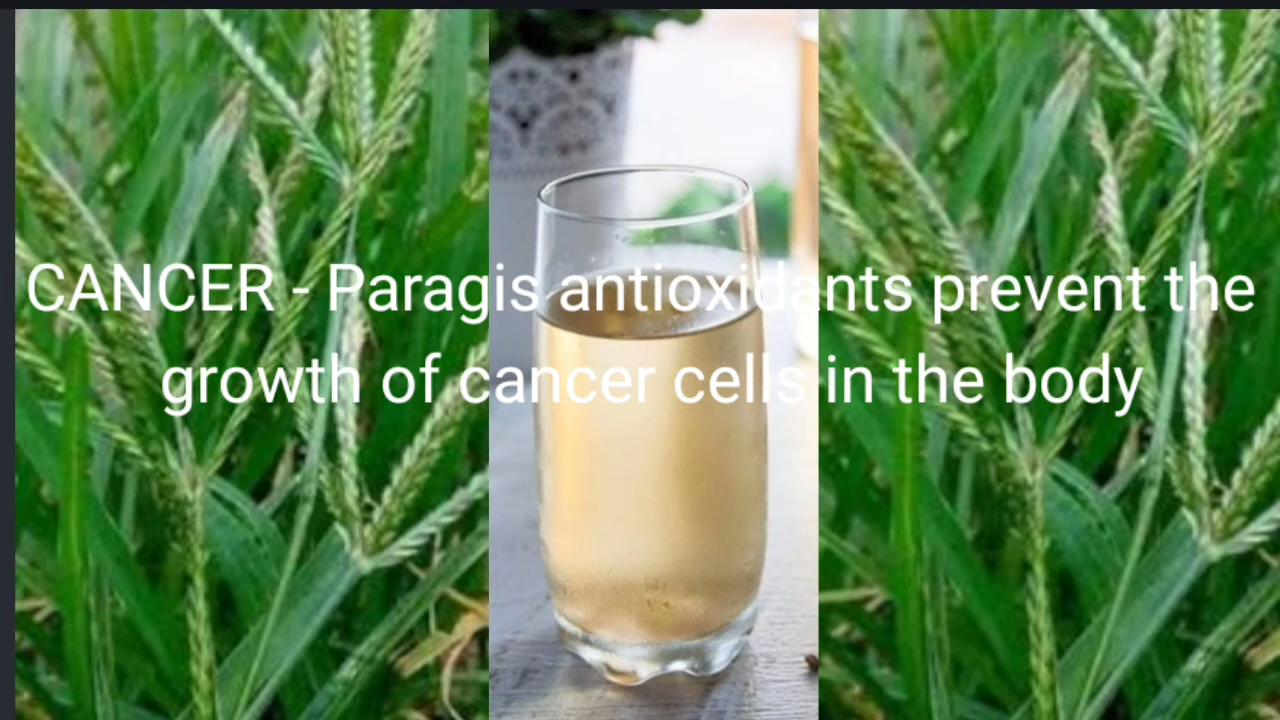 CANCER - Paragis antioxidants prevent the
growth of cancer cells in the body